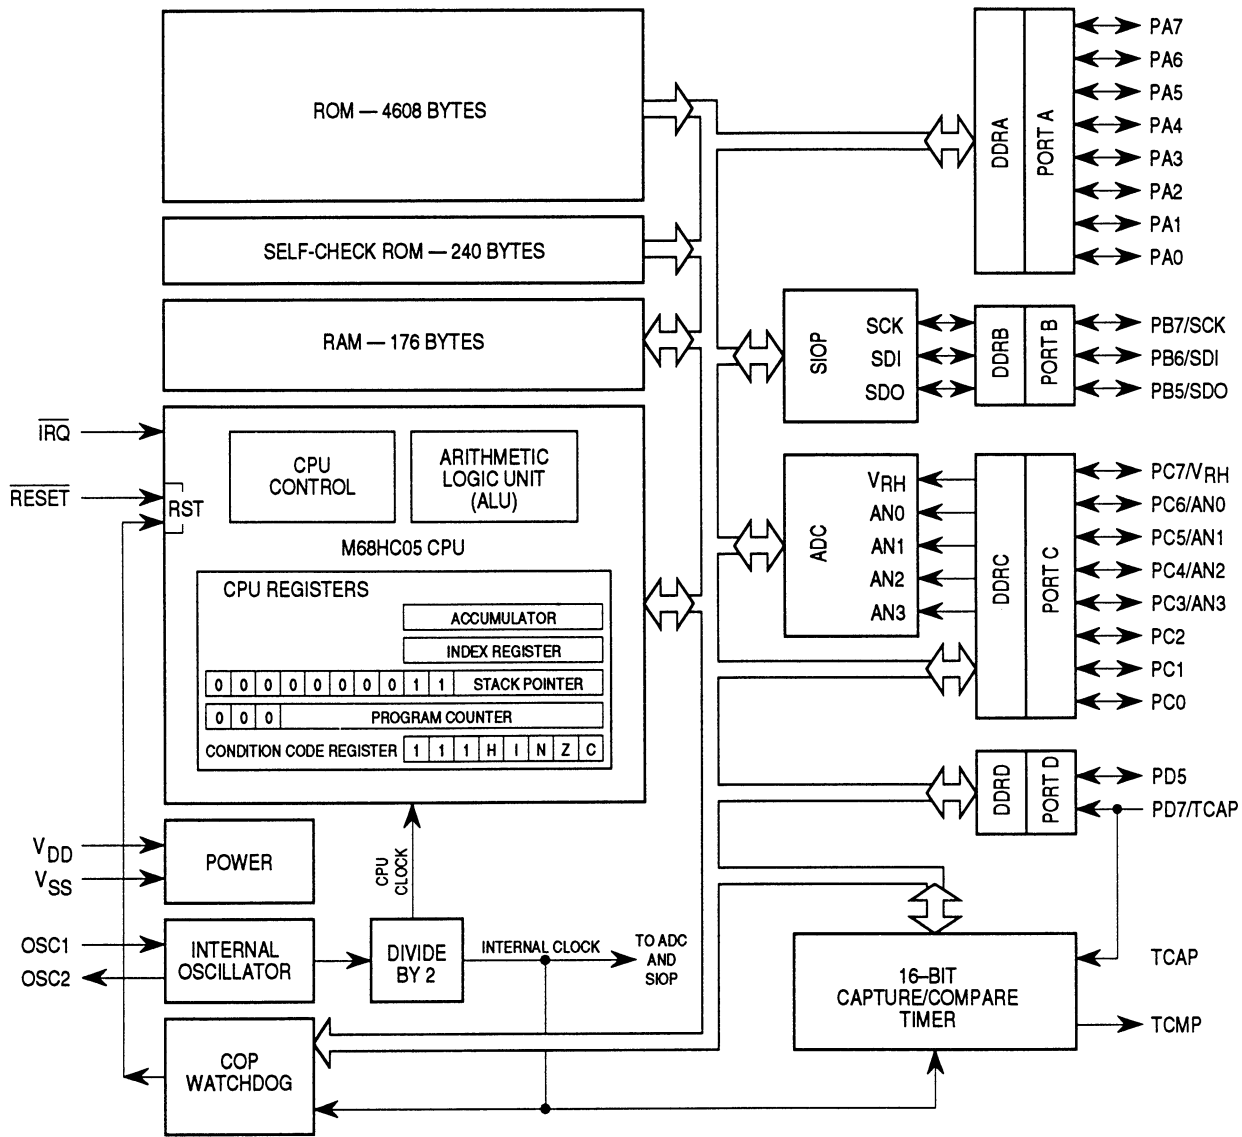 ROM — 4608 BYTES
SELF-CHECK ROM — 240 BYTES
RAM — 176 BYTES
IRQ
RESET
RST
CPU
CONTROL
ARITHMETIC
LOGIC UNIT
(ALU)
M68HC05 CPU
CPU REGISTERS
ACCUMULATOR
INDEX REGISTER
0 0 0 0 0 0 0 0 1 1 STACK POINTER
0 0 0 PROGRAM COUNTER
CONDITION CODE REGISTER 1 1 1 H I N Z C
VDD
VSS
POWER
CPU
CLOCK
OSC1
OSC2
INTERNAL
OSCILLATOR
DIVIDE
BY 2
INTERNAL CLOCK
TO ADC
AND
SIOP
COP
WATCHDOG
DDRA
PORT A
PA7
PA6
PA5
PA4
PA3
PA2
PA1
PA0
SIOP
SCK
SDI
SDO
DDRB
PORT B
PB7/SCK
PB6/SDI
PB5/SDO
ADC
VRH
AN0
AN1
AN2
AN3
DDRC
PORT C
PC7/VRH
PC6/AN0
PC5/AN1
PC4/AN2
PC3/AN3
PC2
PC1
PC0
DDRD
PORT D
PD5
PD7/TCAP
16–BIT
CAPTURE/COMPARE
TIMER
TCAP
TCMP